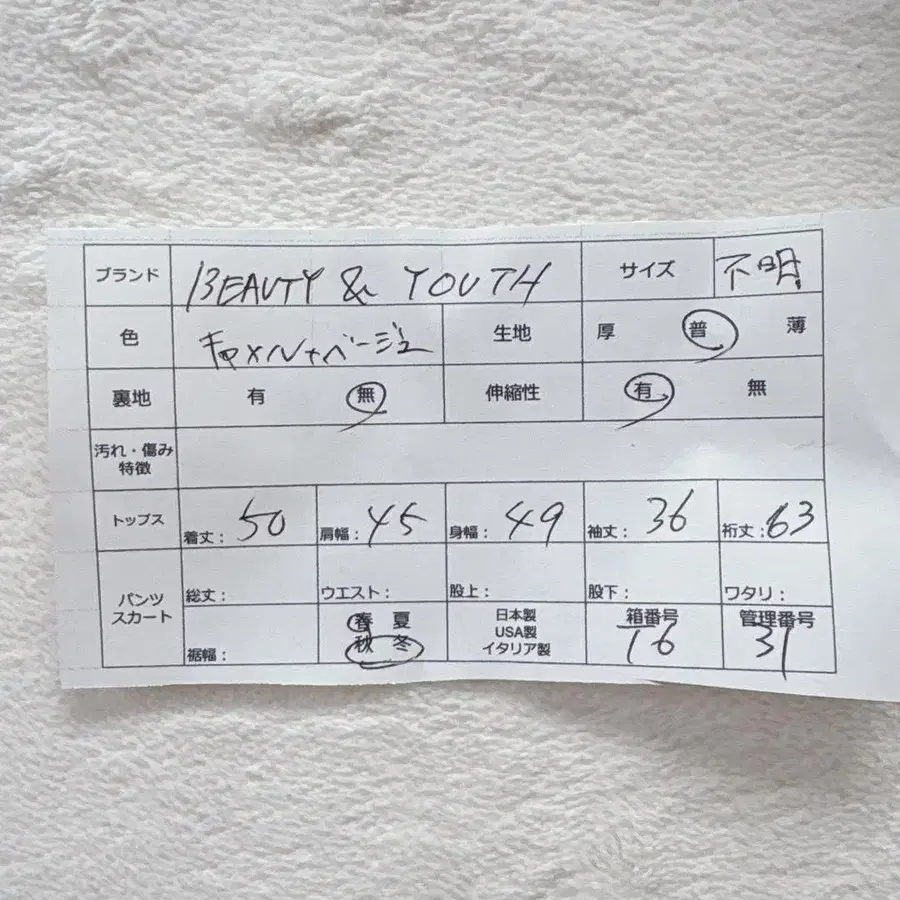 ブランド BEAUTY & YOUTH サイズ 不明
色 キャメル+ベージュ 生地 厚 普 薄
裏地 有 無 伸縮性 有 無
汚れ・傷み
特徴
トップス 着丈: 50 肩幅: 45 身幅: 49 袖丈: 36 裄丈: 63
パンツ
スカート
総丈: ウエスト: 股上: 股下: ワタリ:
裾幅:
春 夏
秋 冬
日本製
USA製
イタリア製
箱番号
16
管理番号
31